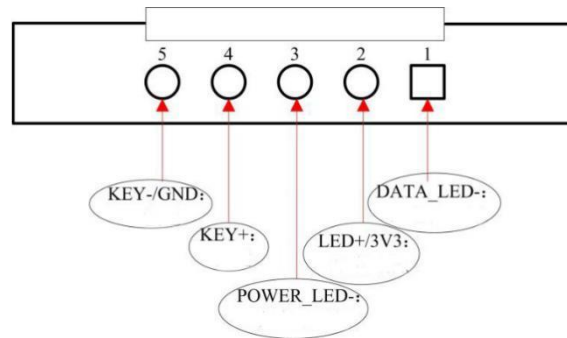 5 4 3 2 1
KEY-/GND:
DATA_LED-:
KEY+:
LED+/3V3:
POWER_LED-: